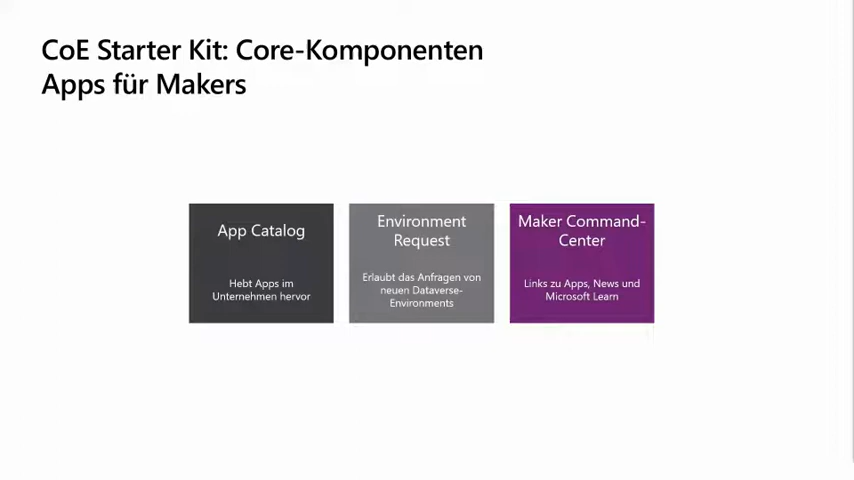 CoE Starter Kit: Core-Komponenten
Apps für Makers
App Catalog
Hebt Apps im
Unternehmen hervor
Environment
Request
Erlaubt das Anfragen von
neuen Dataverse-
Environments
Maker Command-
Center
Links zu Apps, News und
Microsoft Learn